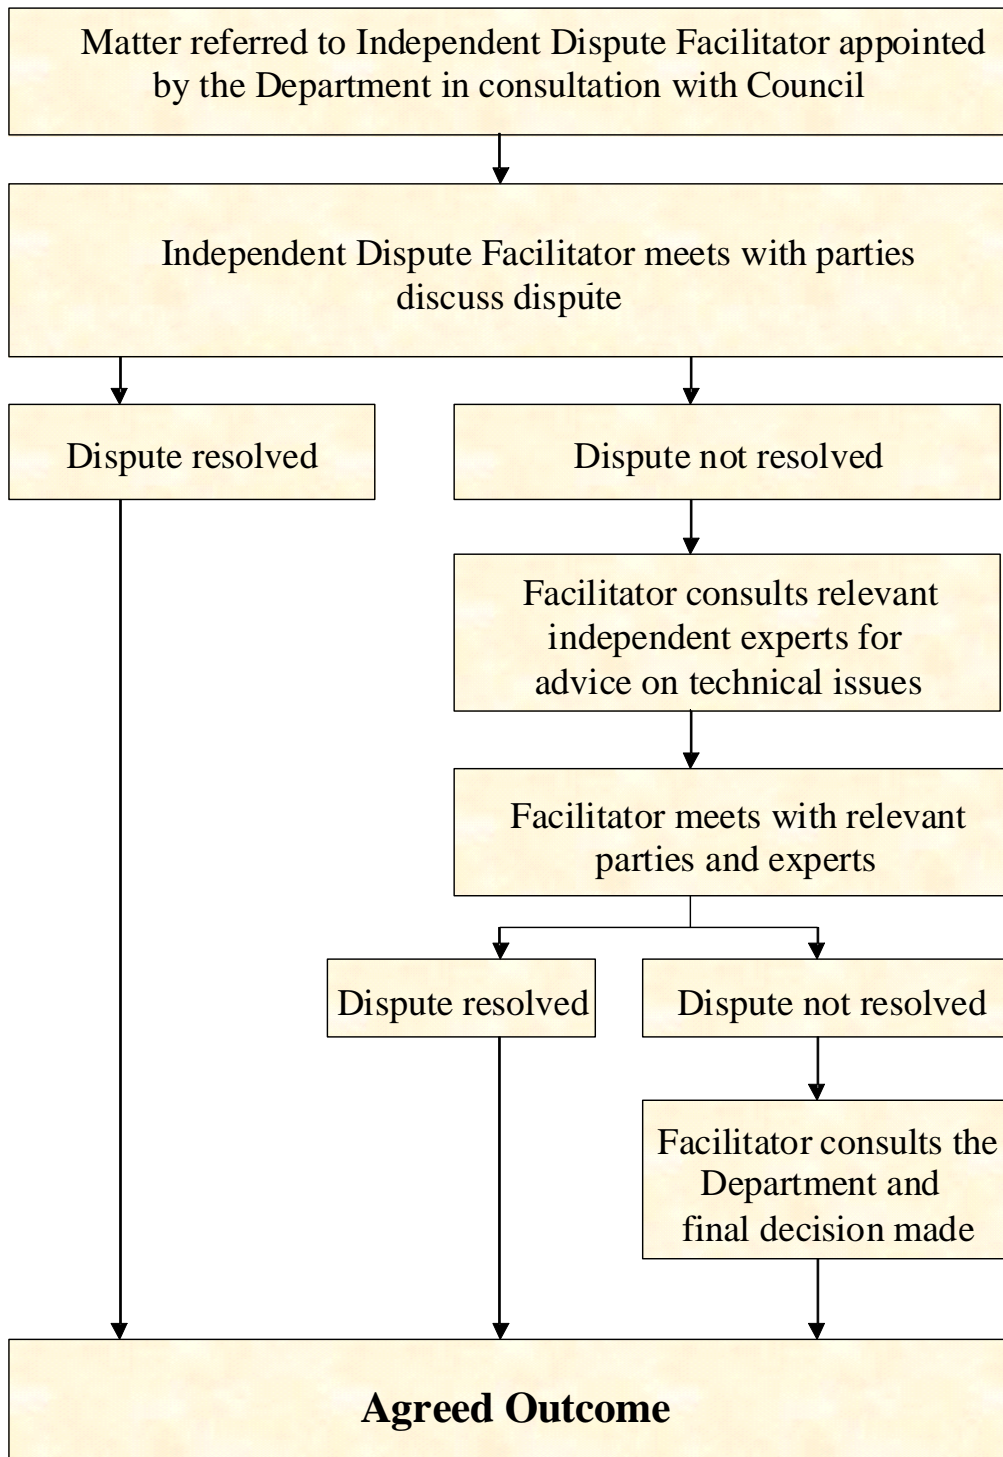 Matter referred to Independent Dispute Facilitator appointed
by the Department in consultation with Council
Independent Dispute Facilitator meets with parties
discuss dispute
Dispute resolved
Dispute not resolved
Facilitator consults relevant
independent experts for
advice on technical issues
Facilitator meets with relevant
parties and experts
Dispute resolved
Dispute not resolved
Facilitator consults the
Department and
final decision made
Agreed Outcome